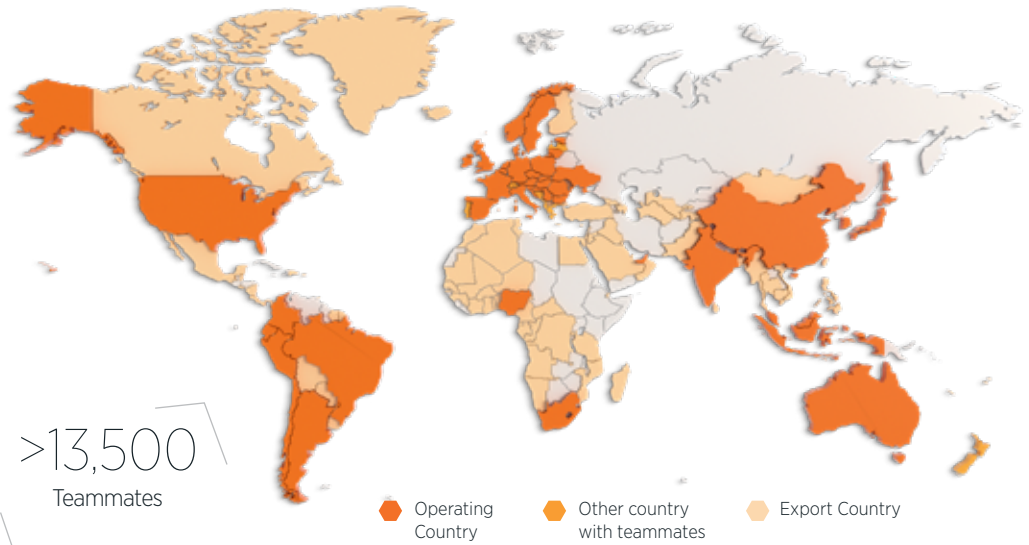 >13,500
Teammates
Operating
Country
Other country
with teammates
Export Country